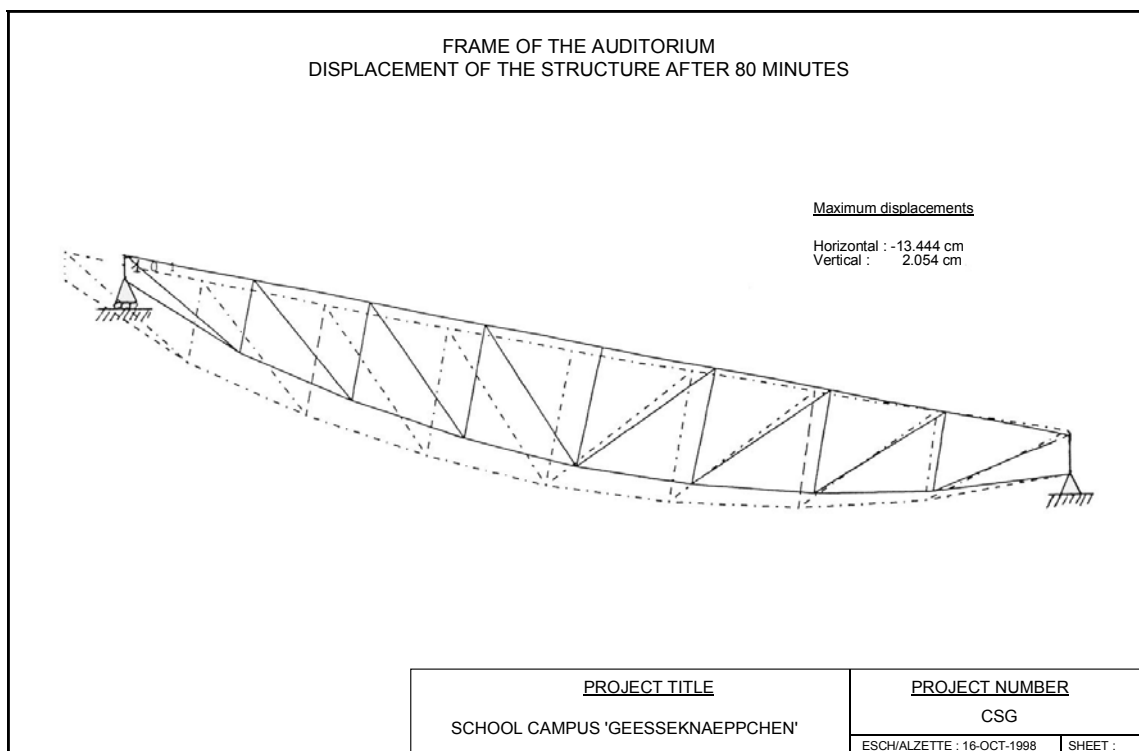 FRAME OF THE AUDITORIUM
DISPLACEMENT OF THE STRUCTURE AFTER 80 MINUTES
Maximum displacements
Horizontal : -13.444 cm
Vertical : 2.054 cm
PROJECT TITLE
SCHOOL CAMPUS 'GEESSEKNAEPPCHEN'
PROJECT NUMBER
CSG
ESCH/ALZETTE : 16-OCT-1998
SHEET :